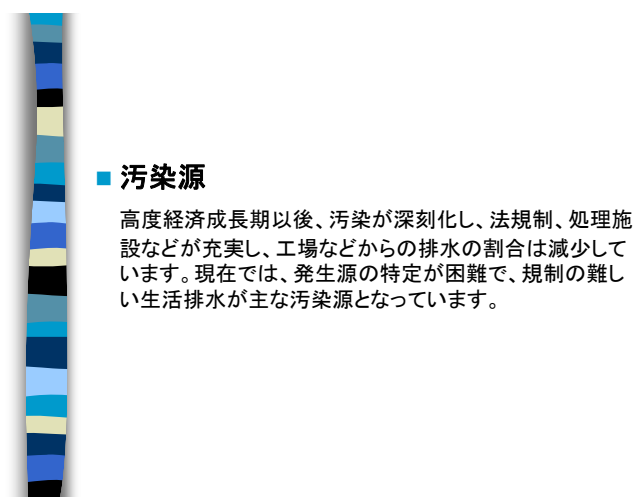 汚染源
高度経済成長期以後、汚染が深刻化し、法規制、処理施
設などが充実し、工場などからの排水の割合は減少して
います。現在では、発生源の特定が困難で、規制の難し
い生活排水が主な汚染源となっています。